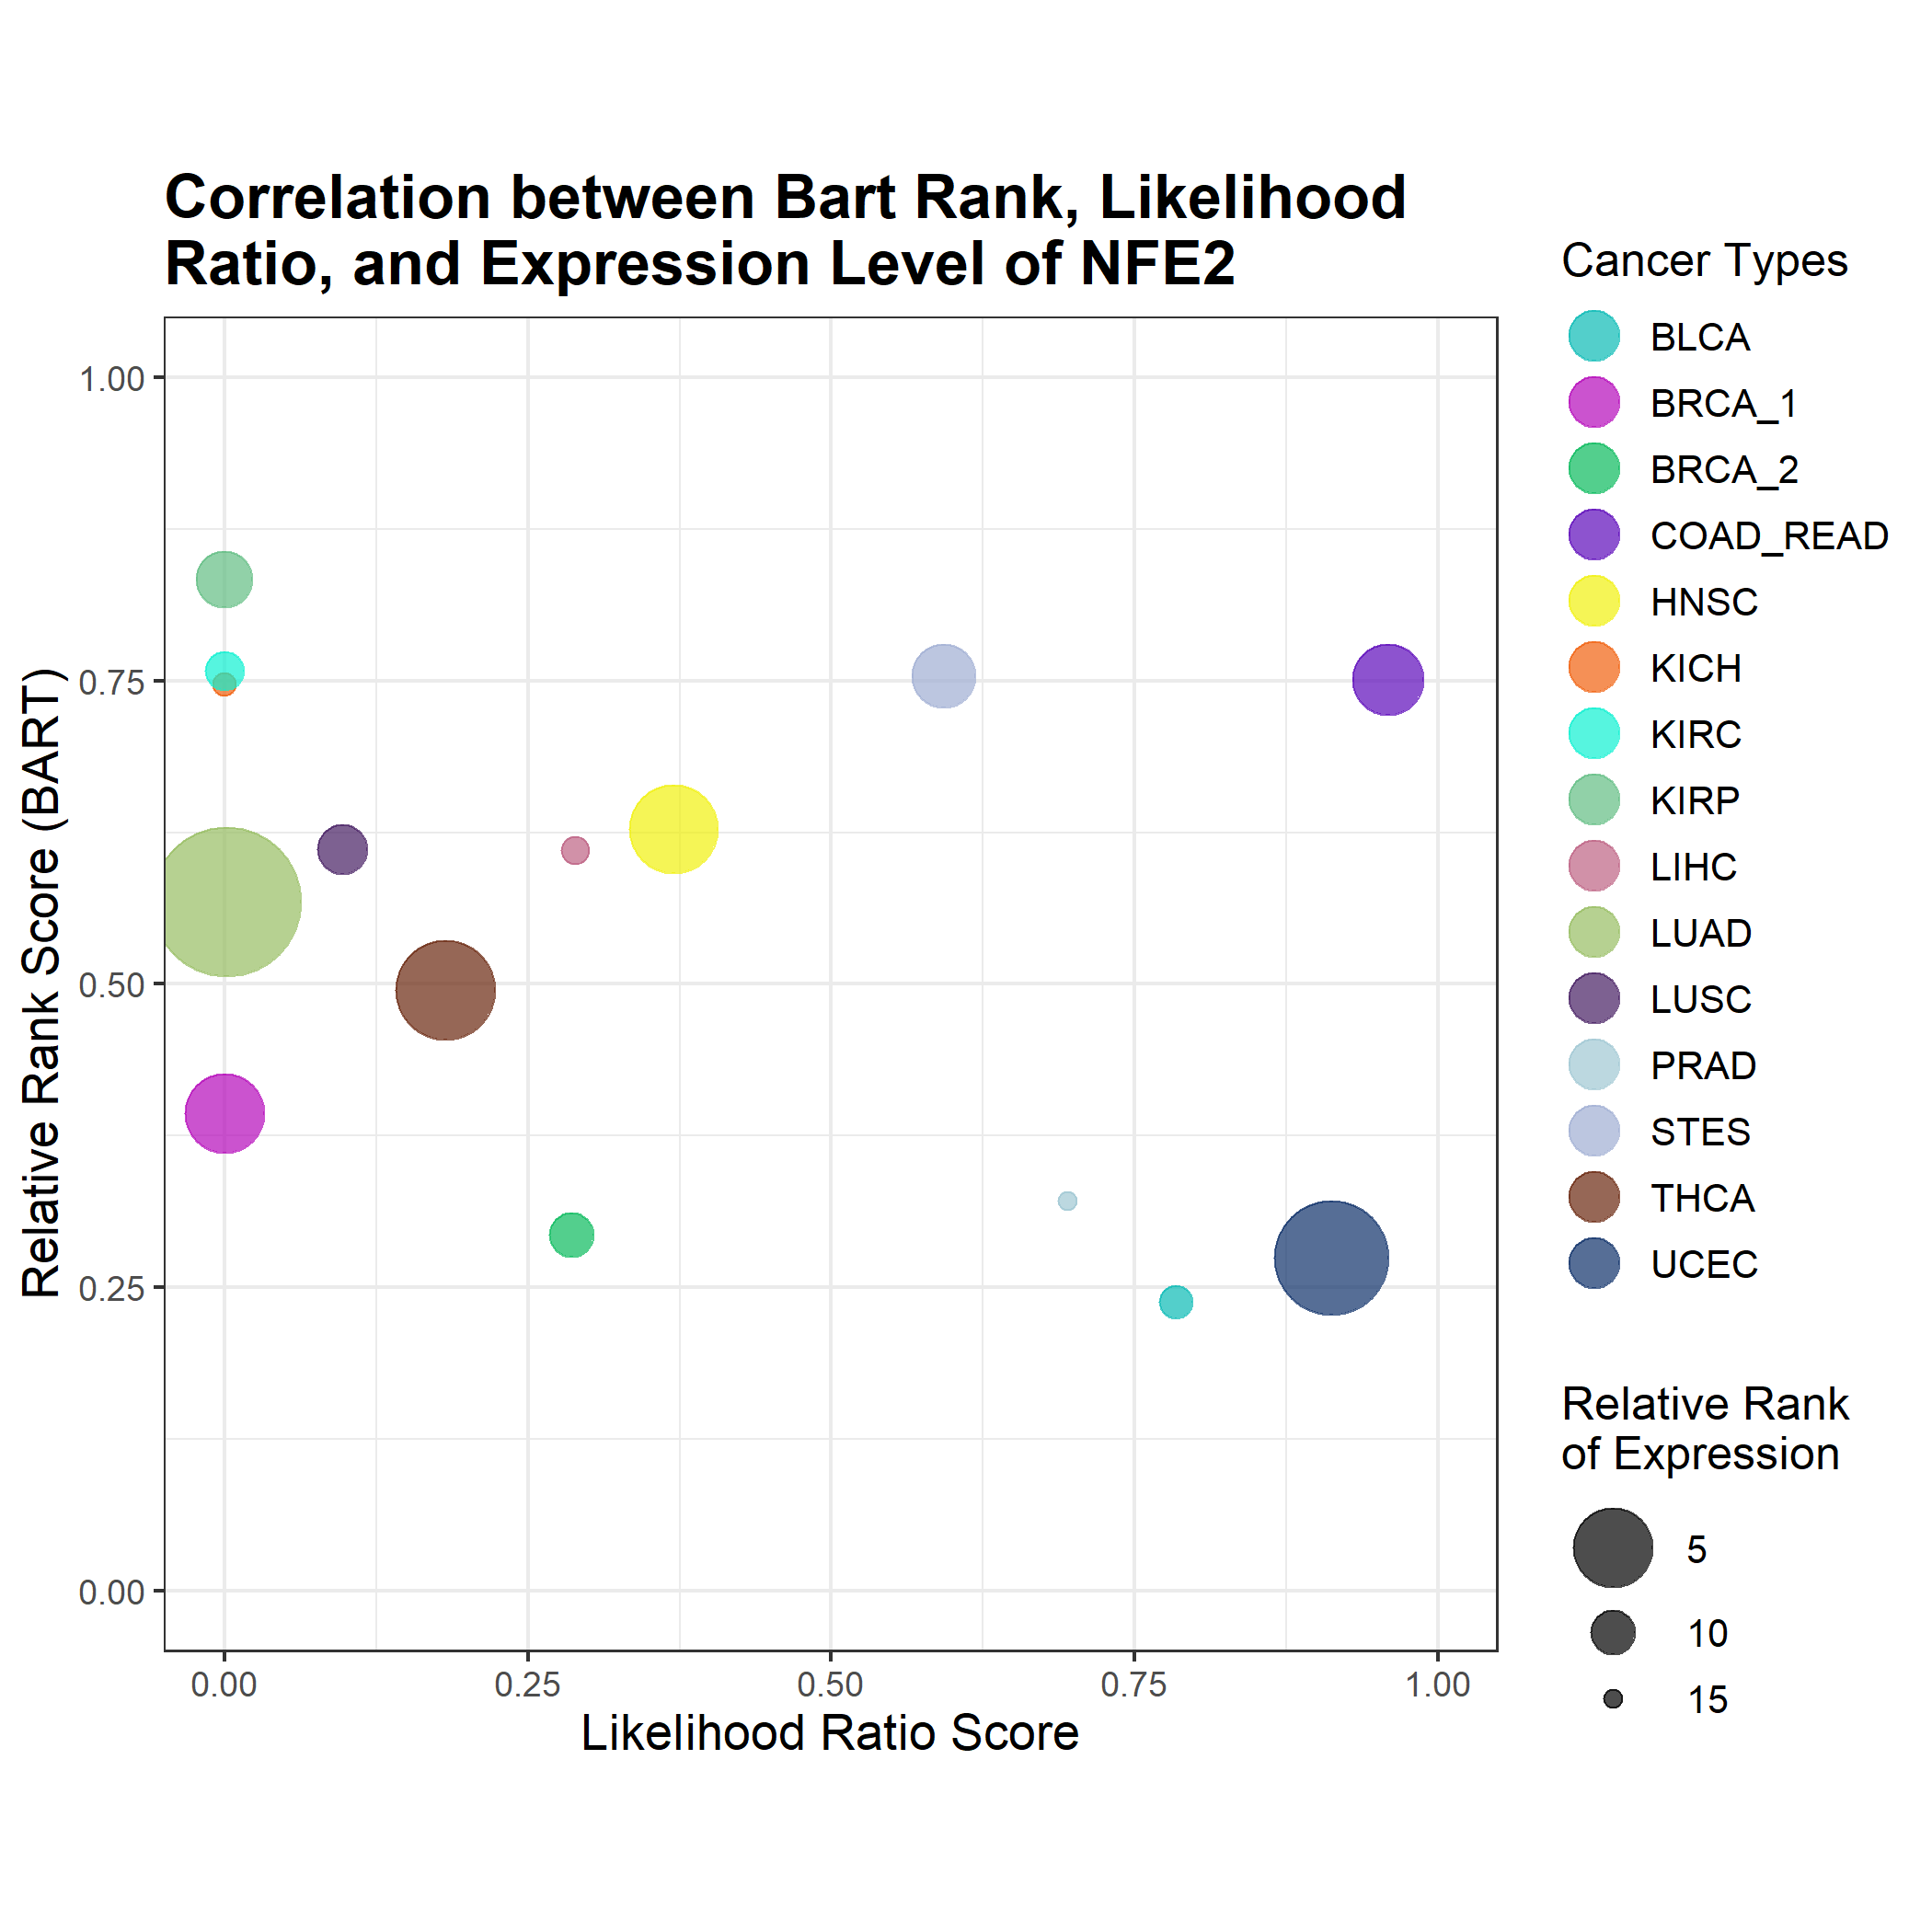 Correlation between Bart Rank, Likelihood
Ratio, and Expression Level of NFE2
Relative Rank Score (BART)
1.00
0.75
0.50
0.25
0.00
0.00
0.25
0.50
0.75
1.00
Likelihood Ratio Score
Cancer Types
BLCA
BRCA_1
BRCA_2
COAD_READ
HNSC
KICH
KIRC
KIRP
LIHC
LUAD
LUSC
PRAD
STES
THCA
UCEC
Relative Rank
of Expression
5
10
15